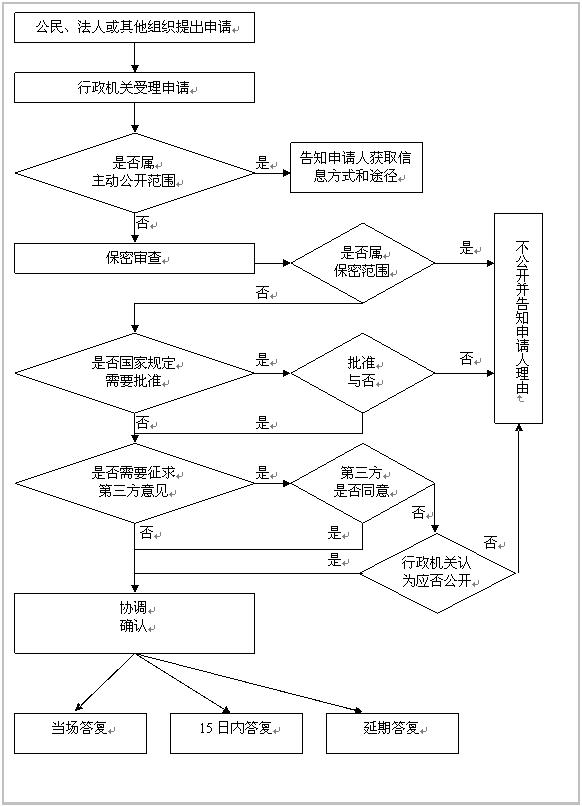 公民、法人或其他组织提出申请
行政机关受理申请
是否属
主动公开范围
是
告知申请人获取信
息方式和途径
否
保密审查
是否属
保密范围
是
不公开并告知申请人理由
否
是否国家规定
需要批准
是
批准
与否
否
否
是
是否需要征求
第三方意见
是
第三方
是否同意
否
否
是
行政机关认
为应否公开
否
是
协调
确认
当场答复
15日内答复
延期答复